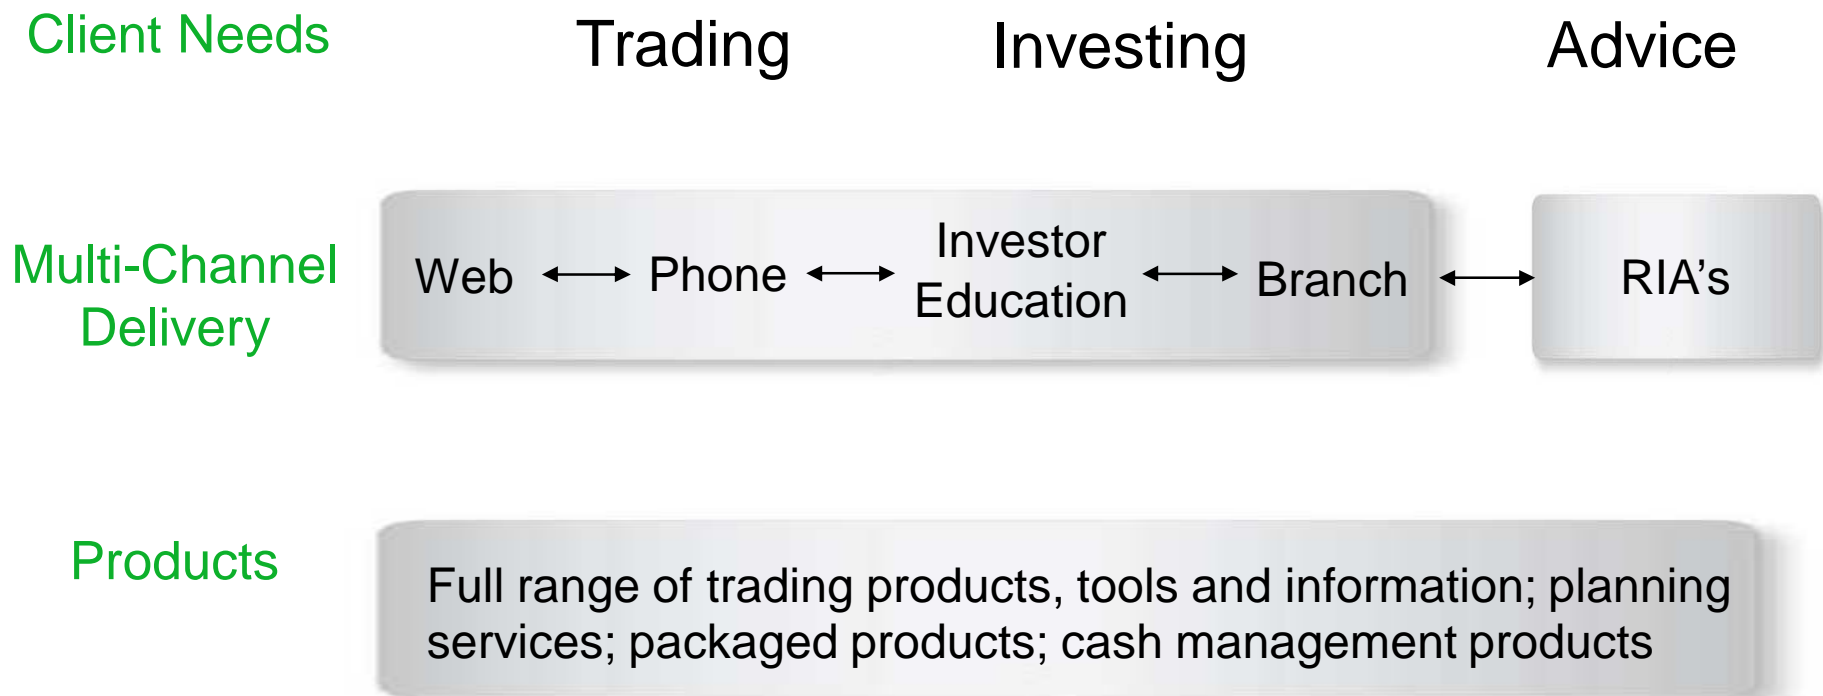 Client Needs
Trading
Investing
Advice
Multi-Channel
Delivery
Web
Phone
Investor
Education
Branch
RIA's
Products
Full range of trading products, tools and information; planning
services; packaged products; cash management products